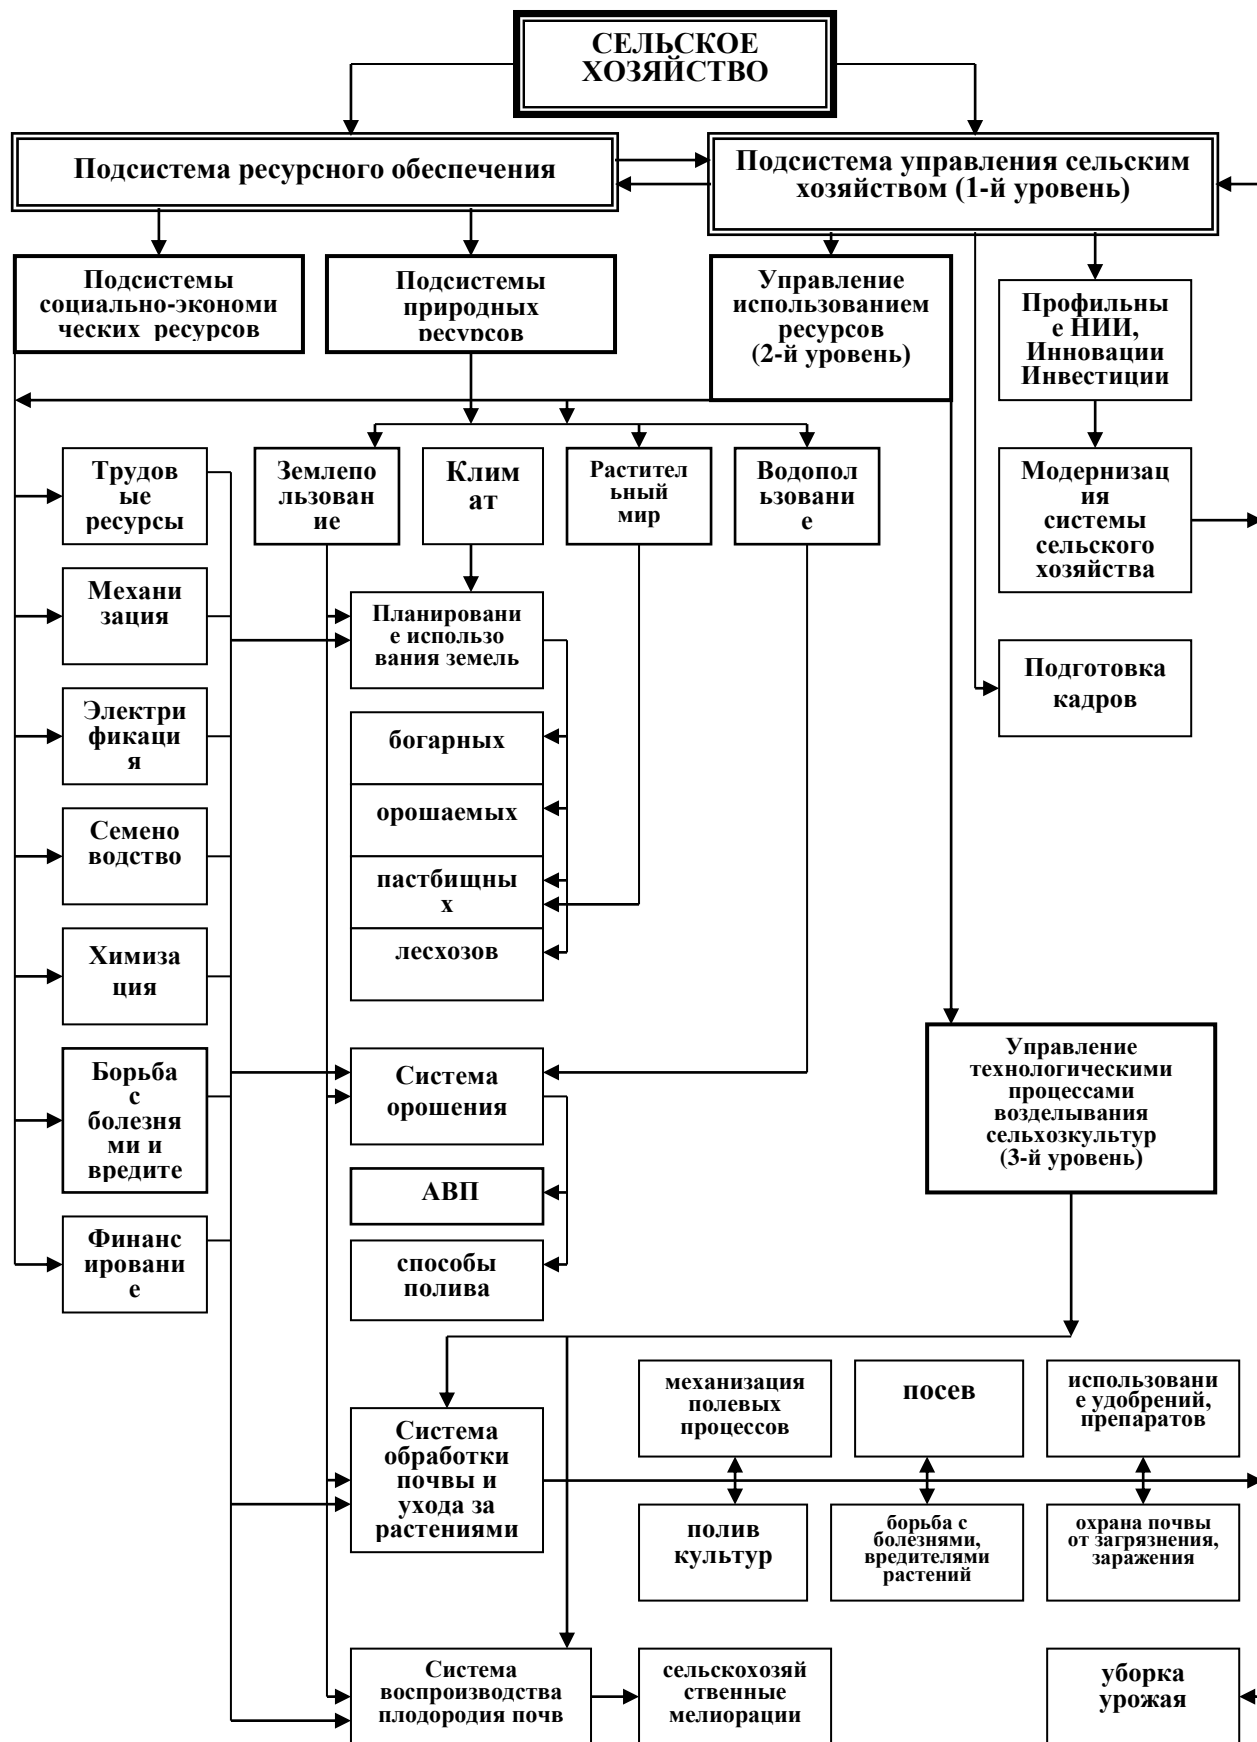 СЕЛЬСКОЕ
ХОЗЯЙСТВО
Подсистема ресурсного обеспечения
Подсистема управления сельским
хозяйством (1-й уровень)
Подсистемы
социально-экономи
ческих ресурсов
Подсистемы
природных
ресурсов
Управление
использованием
ресурсов
(2-й уровень)
Профильны
е НИИ,
Инновации
Инвестиции
Трудов
ые
ресурсы
Землепо
льзован
ие
Клим
ат
Растител
ьный
мир
Водопол
ьзовани
е
Модернизац
ия
системы
сельского
хозяйства
Механи
зация
Планировани
е использо
вания земель
Подготовка
кадров
Электри
фикаци
я
богарных
орошаемых
Семено
водство
пастбищны
х
лесхозов
Химиза
ция
Борьба
с
болезня
ми и
вредите
Система
орошения
Управление
технологическими
процессами
возделывания
сельхозкультур
(3-й уровень)
АВП
Финанс
ировани
е
способы
полива
механизация
полевых
процессов
посев
использовани
е удобрений,
препаратов
Система
обработки
почвы и
ухода за
растениями
полив
культур
борьба с
болезнями,
вредителями
растений
охрана почвы
от загрязнения,
заражения
Система
воспроизводства
плодородия почв
сельскохозяй
ственные
мелиорации
уборка
урожая